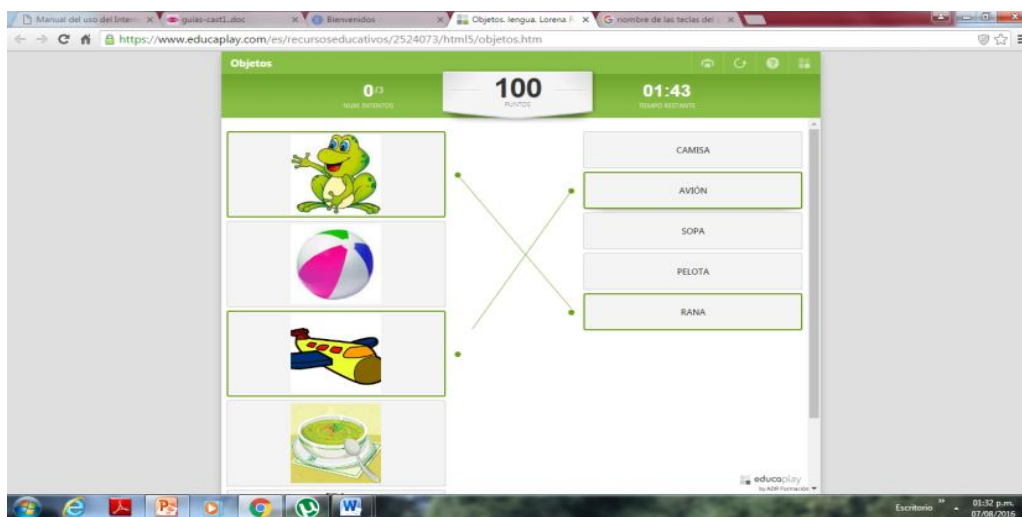 Manual del uso del Intern
guias-cast1..doc
Bienvenidos
Objetos. lengua. Lorena
nombre de las teclas del
https://www.educaplay.com/es/recursoseducativos/2524073/html5/objetos.htm
Objetos
0/3
NUM. INTENTOS
100
PUNTOS
01:43
TIEMPO RESTANTE
CAMISA
AVIÓN
SOPA
PELOTA
RANA
educaplay
by ADR Formación
Escritorio
01:32 p.m.
07/08/2016